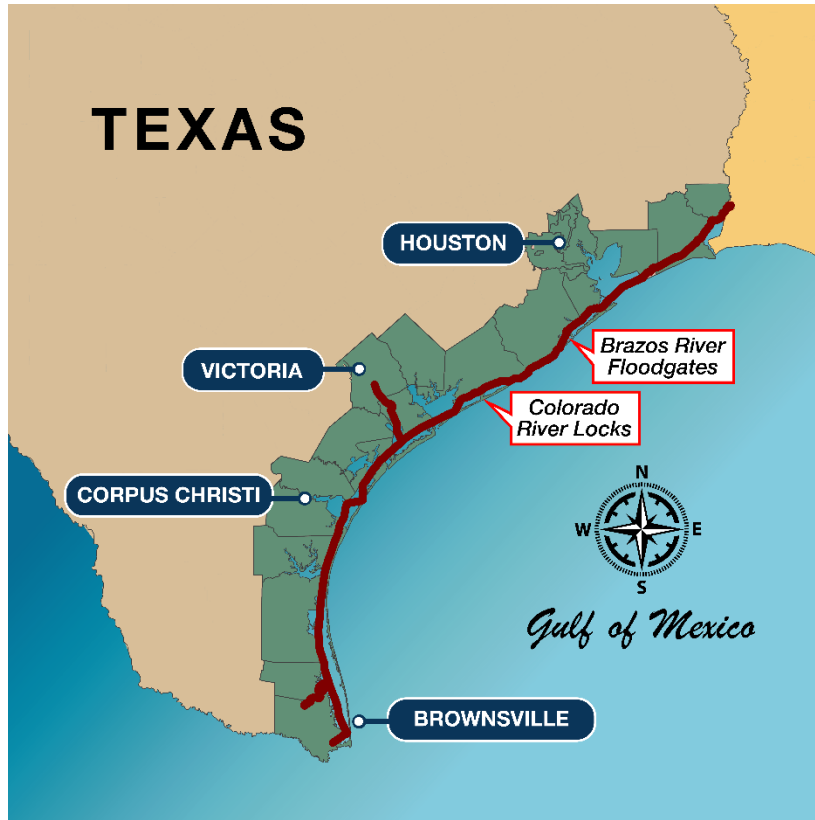 TEXAS
HOUSTON
Brazos River
Floodgates
VICTORIA
Colorado
River Locks
CORPUS CHRISTI
N
W
E
S
Gulf of Mexico
BROWNSVILLE